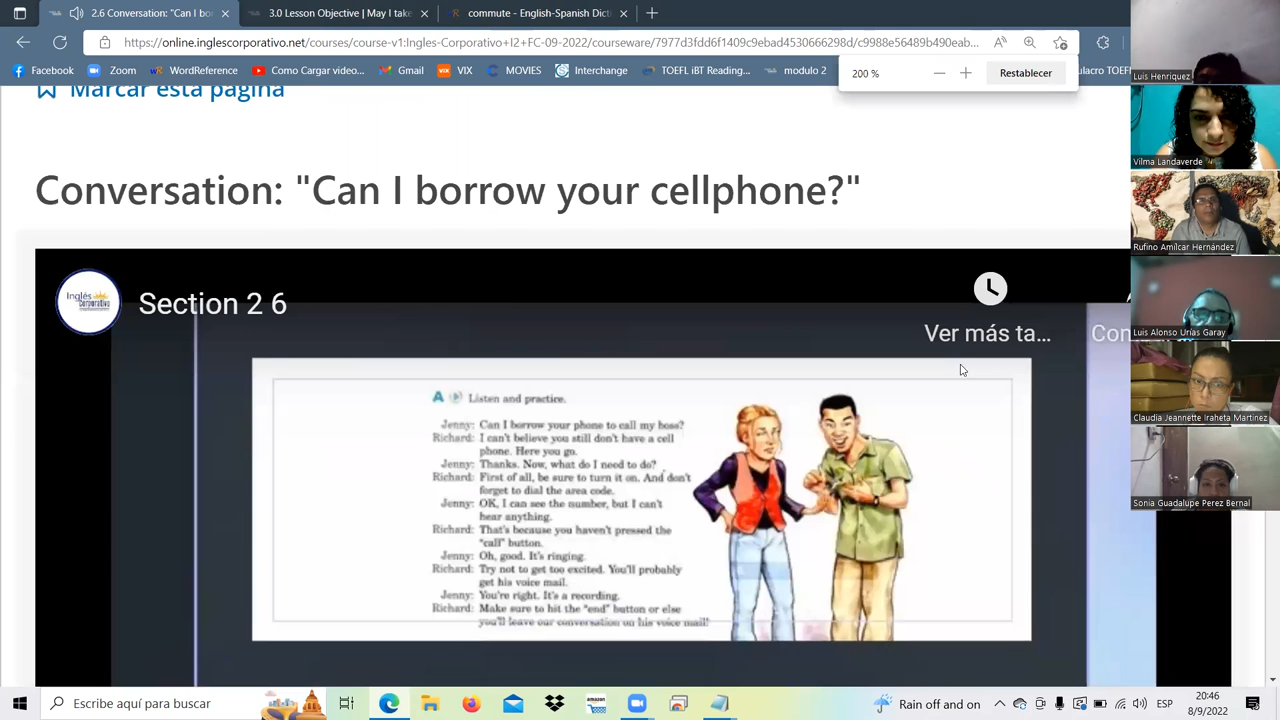 2.6 Conversation: "Can I bo
3.0 Lesson Objective | May I take
commute - English-Spanish Dict
https://online.inglescorporativo.net/courses/course-v1:Ingles-Corporativo+I2+FC-09-2022/courseware/7977d3fdd6f1409c9ebad4530666298d/c9988e56489b490eab...
Facebook
Zoom
WordReference
Como Cargar video...
Gmail
VIX
MOVIES
Interchange
TOEFL iBT Reading...
modulo 2
ulacro TOEFL
200 %
Restablecer
Marcar esta página
Conversation: "Can I borrow your cellphone?"
Inglés
Corporativo
Section 2 6
Ver más ta...
Con
A Listen and practice.
Jenny: Can I borrow your phone to call my boss?
Richard: I can't believe you still don't have a cell
phone. Here you go.
Jenny: Thanks. Now, what do I need to do?
Richard: First of all, be sure to turn it on. And don't
forget to dial the area code.
Jenny: OK, I can see the number, but I can't
hear anything.
Richard: That's because you haven't pressed the
"call" button.
Jenny: Oh, good. It's ringing.
Richard: Try not to get too excited. You'll probably
get his voice mail.
Jenny: You're right. It's a recording.
Richard: Make sure to hit the "end" button or else
you'll leave our conversation on his voice mail!
Luis Henriquez
Vilma Landaverde
Rufino Amílcar Hernández
Luis Alonso Urías Garay
Claudia Jeannette Iraheta Martinez
Sonia Guadalupe Perez Bernal
Escribe aquí para buscar
amazon
Rain off and on
ESP
20:46
8/9/2022